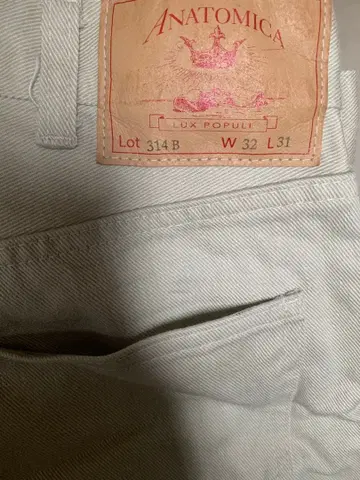 ANATOMICA
LUX POPULI
Lot 314 B W 32 L 31